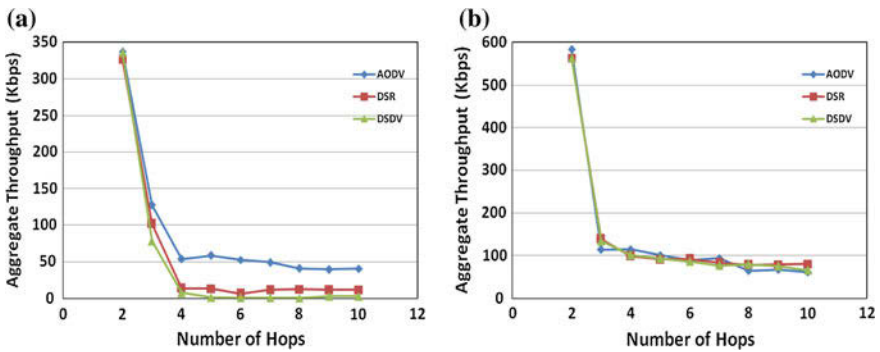 (a)
Aggregate Throughput (Kbps)
350
300
250
200
150
100
50
0
0 2 4 6 8 10 12
Number of Hops
AODV
DSR
DSDV
(b)
Aggregate Throughput (Kbps)
600
500
400
300
200
100
0
0 2 4 6 8 10 12
Number of Hops
AODV
DSR
DSDV